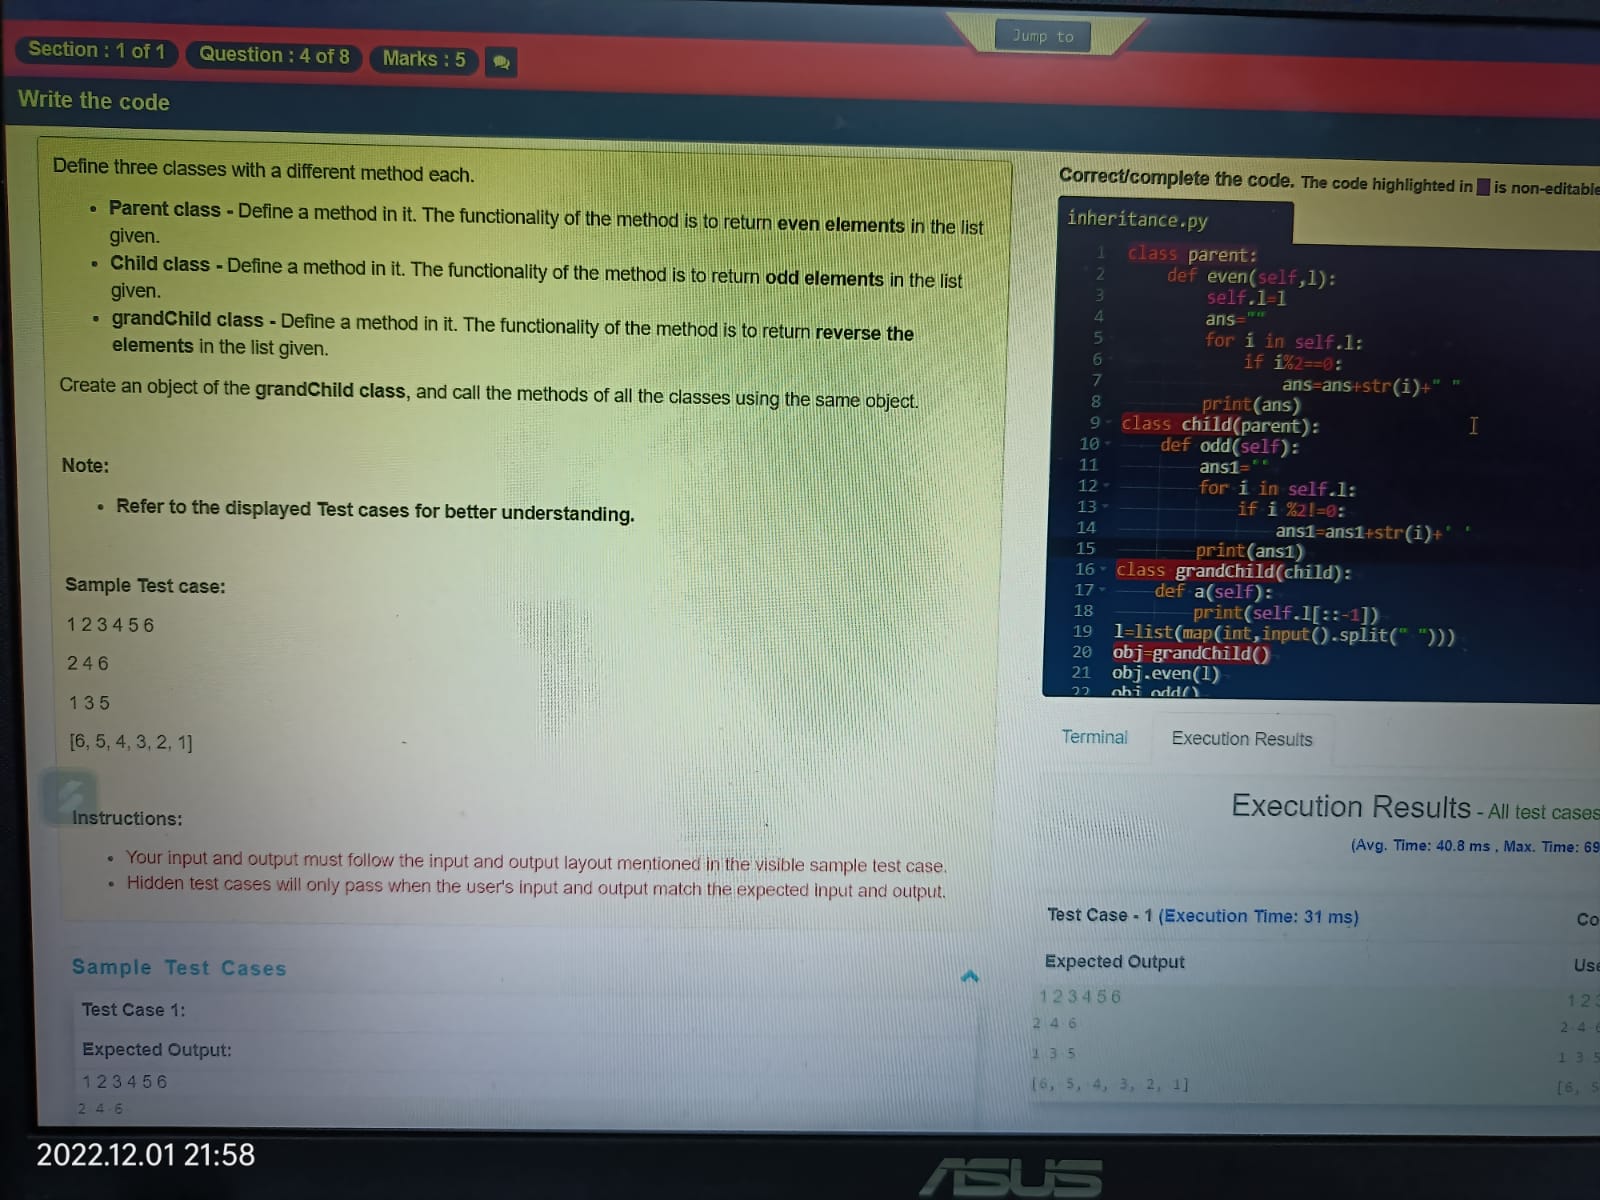 Jump to
Section : 1 of 1 Question : 4 of 8 Marks : 5
Write the code
Define three classes with a different method each.
• Parent class - Define a method in it. The functionality of the method is to return even elements in the list
given.
• Child class - Define a method in it. The functionality of the method is to return odd elements in the list
given.
• grandChild class - Define a method in it. The functionality of the method is to return reverse the
elements in the list given.
Create an object of the grandChild class, and call the methods of all the classes using the same object.
Note:
• Refer to the displayed Test cases for better understanding.
Sample Test case:
1 2 3 4 5 6
2 4 6
1 3 5
[6, 5, 4, 3, 2, 1]
Instructions:
• Your input and output must follow the input and output layout mentioned in the visible sample test case.
• Hidden test cases will only pass when the user's input and output match the expected input and output.
Sample Test Cases
Test Case 1:
Expected Output:
1 2 3 4 5 6
2 4 6
Correct/complete the code. The code highlighted in is non-editable
inheritance.py
1 class parent:
2 def even(self,l):
3 self.l=l
4 ans=""
5 for i in self.l:
6 if i%2==0:
7 ans=ans+str(i)+" "
8 print(ans)
9 class child(parent):
10 def odd(self):
11 ans1=''
12 for i in self.l:
13 if i %2!=0:
14 ans1=ans1+str(i)+' '
15 print(ans1)
16 class grandChild(child):
17 def a(self):
18 print(self.l[::-1])
19 l=list(map(int,input().split(" ")))
20 obj=grandChild()
21 obj.even(l)
22 obj.odd()
Terminal Execution Results
Execution Results - All test cases
(Avg. Time: 40.8 ms , Max. Time: 69
Test Case - 1 (Execution Time: 31 ms) Co
Expected Output Use
1 2 3 4 5 6 1 2 3
2 4 6 2 4 6
1 3 5 1 3 5
[6, 5, 4, 3, 2, 1] [6, 5
2022.12.01 21:58
ASUS